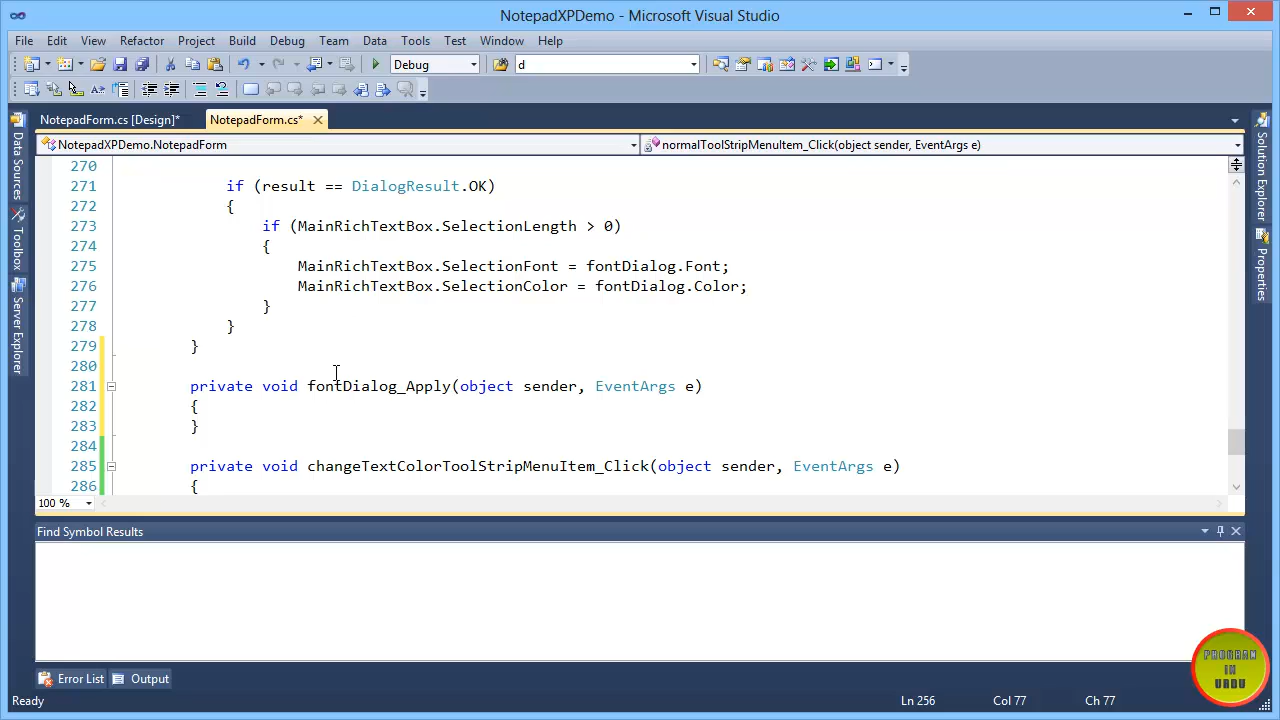 NotepadXPDemo - Microsoft Visual Studio
File Edit View Refactor Project Build Debug Team Data Tools Test Window Help
Debug d
NotepadForm.cs [Design]* NotepadForm.cs*
NotepadXPDemo.NotepadForm normalToolStripMenuItem_Click(object sender, EventArgs e)
Data Sources
Toolbox
Server Explorer
Solution Explorer
Properties
270
271 if (result == DialogResult.OK)
272 {
273 if (MainRichTextBox.SelectionLength > 0)
274 {
275 MainRichTextBox.SelectionFont = fontDialog.Font;
276 MainRichTextBox.SelectionColor = fontDialog.Color;
277 }
278 }
279 }
280
281 private void fontDialog_Apply(object sender, EventArgs e)
282 {
283 }
284
285 private void changeTextColorToolStripMenuItem_Click(object sender, EventArgs e)
286 {
100 %
Find Symbol Results
Error List Output
Ready Ln 256 Col 77 Ch 77
PROGRAM
IN
URDU